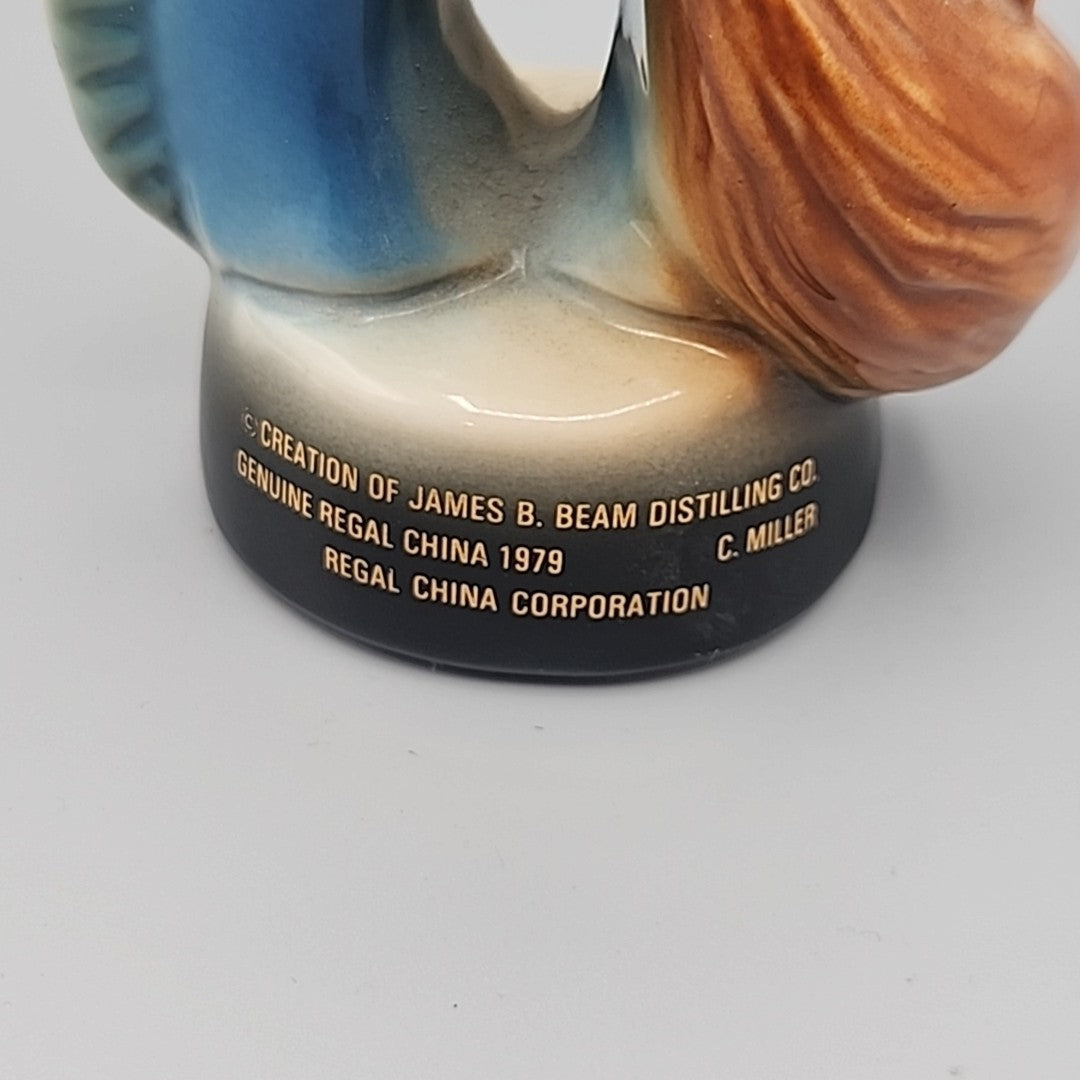 © CREATION OF JAMES B. BEAM DISTILLING CO.
GENUINE REGAL CHINA 1979 C. MILLER
REGAL CHINA CORPORATION